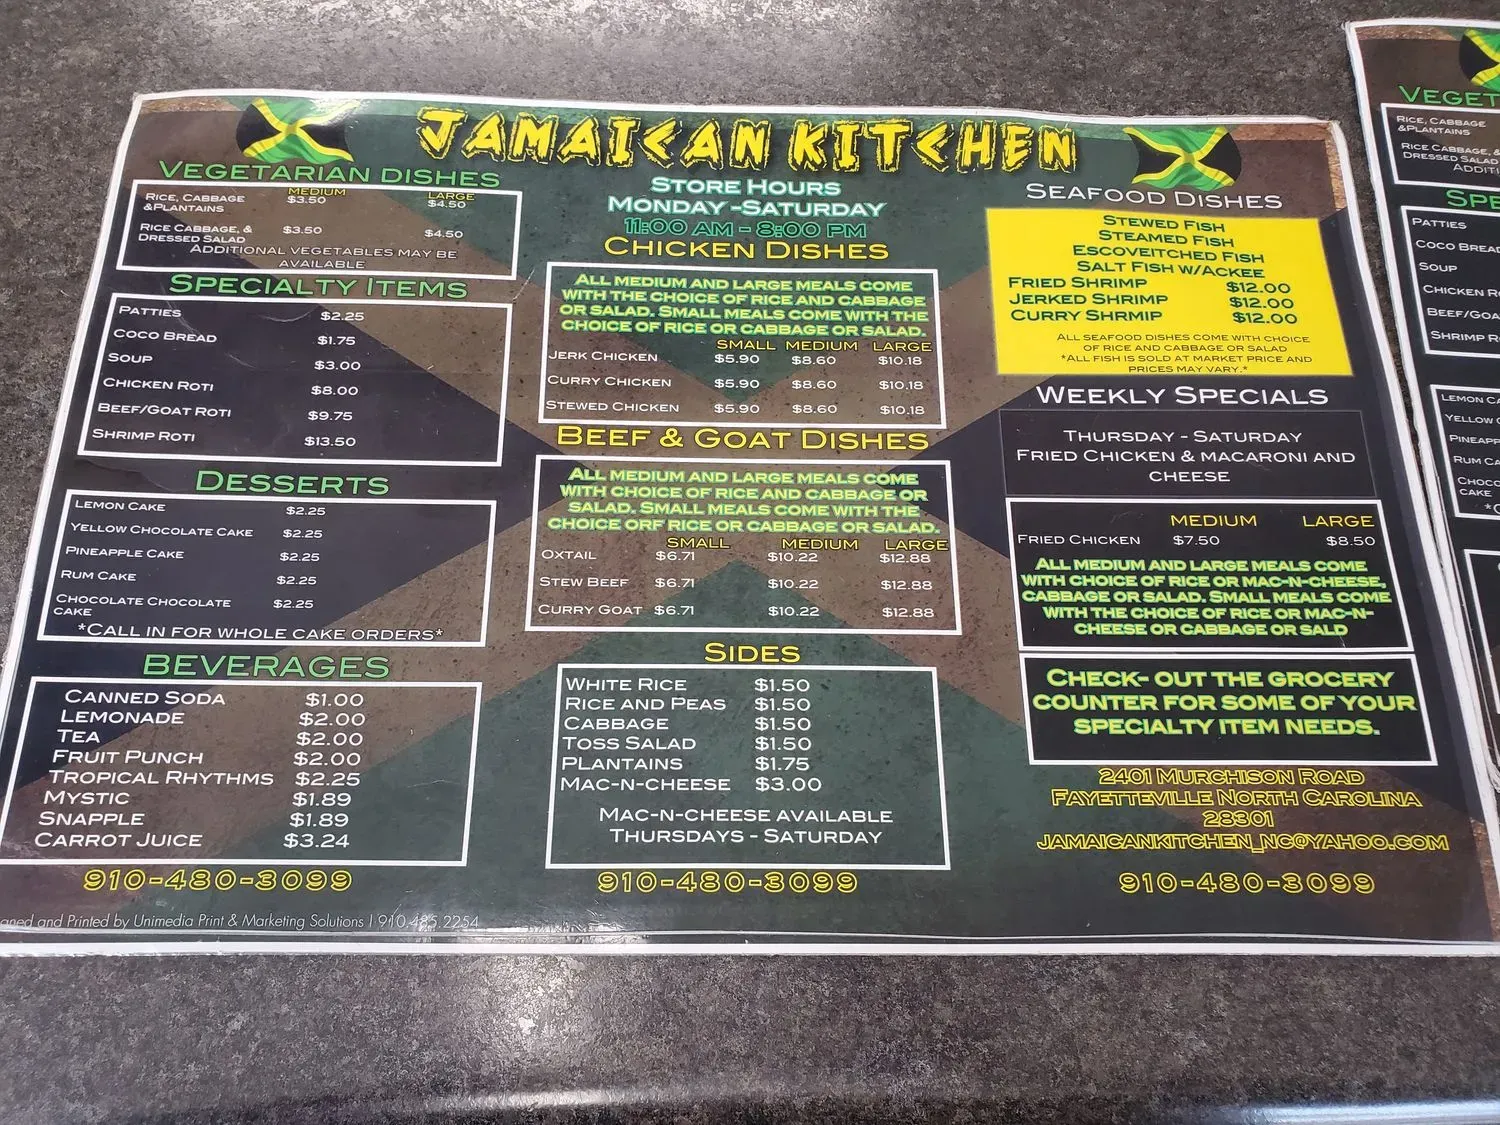 JAMAICAN KITCHEN
VEGETARIAN DISHES
MEDIUM LARGE
RICE, CABBAGE &PLANTAINS $3.50 $4.50
RICE CABBAGE, & DRESSED SALAD $3.50 $4.50
ADDITIONAL VEGETABLES MAY BE
AVAILABLE
SPECIALTY ITEMS
PATTIES $2.25
COCO BREAD $1.75
SOUP $3.00
CHICKEN ROTI $8.00
BEEF/GOAT ROTI $9.75
SHRIMP ROTI $13.50
DESSERTS
LEMON CAKE $2.25
YELLOW CHOCOLATE CAKE $2.25
PINEAPPLE CAKE $2.25
RUM CAKE $2.25
CHOCOLATE CHOCOLATE CAKE $2.25
*CALL IN FOR WHOLE CAKE ORDERS*
BEVERAGES
CANNED SODA $1.00
LEMONADE $2.00
TEA $2.00
FRUIT PUNCH $2.00
TROPICAL RHYTHMS $2.25
MYSTIC $1.89
SNAPPLE $1.89
CARROT JUICE $3.24
910-480-3099
and Printed by Unimedia Print & Marketing Solutions | 910.485.2254
STORE HOURS
MONDAY -SATURDAY
11:00 AM - 8:00 PM
CHICKEN DISHES
ALL MEDIUM AND LARGE MEALS COME
WITH THE CHOICE OF RICE AND CABBAGE
OR SALAD. SMALL MEALS COME WITH THE
CHOICE OF RICE OR CABBAGE OR SALAD.
SMALL MEDIUM LARGE
JERK CHICKEN $5.90 $8.60 $10.18
CURRY CHICKEN $5.90 $8.60 $10.18
STEWED CHICKEN $5.90 $8.60 $10.18
BEEF & GOAT DISHES
ALL MEDIUM AND LARGE MEALS COME
WITH CHOICE OF RICE AND CABBAGE OR
SALAD. SMALL MEALS COME WITH THE
CHOICE ORF RICE OR CABBAGE OR SALAD.
SMALL MEDIUM LARGE
OXTAIL $6.71 $10.22 $12.88
STEW BEEF $6.71 $10.22 $12.88
CURRY GOAT $6.71 $10.22 $12.88
SIDES
WHITE RICE $1.50
RICE AND PEAS $1.50
CABBAGE $1.50
TOSS SALAD $1.50
PLANTAINS $1.75
MAC-N-CHEESE $3.00
MAC-N-CHEESE AVAILABLE
THURSDAYS - SATURDAY
910-480-3099
SEAFOOD DISHES
STEWED FISH
STEAMED FISH
ESCOVEITCHED FISH
SALT FISH W/ACKEE
FRIED SHRIMP $12.00
JERKED SHRIMP $12.00
CURRY SHRMIP $12.00
ALL SEAFOOD DISHES COME WITH CHOICE
OF RICE AND CABBAGE OR SALAD
*ALL FISH IS SOLD AT MARKET PRICE AND
PRICES MAY VARY.*
WEEKLY SPECIALS
THURSDAY - SATURDAY
FRIED CHICKEN & MACARONI AND
CHEESE
MEDIUM LARGE
FRIED CHICKEN $7.50 $8.50
ALL MEDIUM AND LARGE MEALS COME
WITH CHOICE OF RICE OR MAC-N-CHEESE,
CABBAGE OR SALAD. SMALL MEALS COME
WITH THE CHOICE OF RICE OR MAC-N-
CHEESE OR CABBAGE OR SALD
CHECK- OUT THE GROCERY
COUNTER FOR SOME OF YOUR
SPECIALTY ITEM NEEDS.
2401 MURCHISON ROAD
FAYETTEVILLE NORTH CAROLINA
28301
JAMAICANKITCHEN_NC@YAHOO.COM
910-480-3099
RICE, CABBAGE
&PLANTAINS
RICE CABBAGE, &
DRESSED SALAD
PATTIES
COCO BREAD
SOUP
CHICKEN
BEEF/
SHRIMP
LEMON
YELLOW
RUM
CAKE